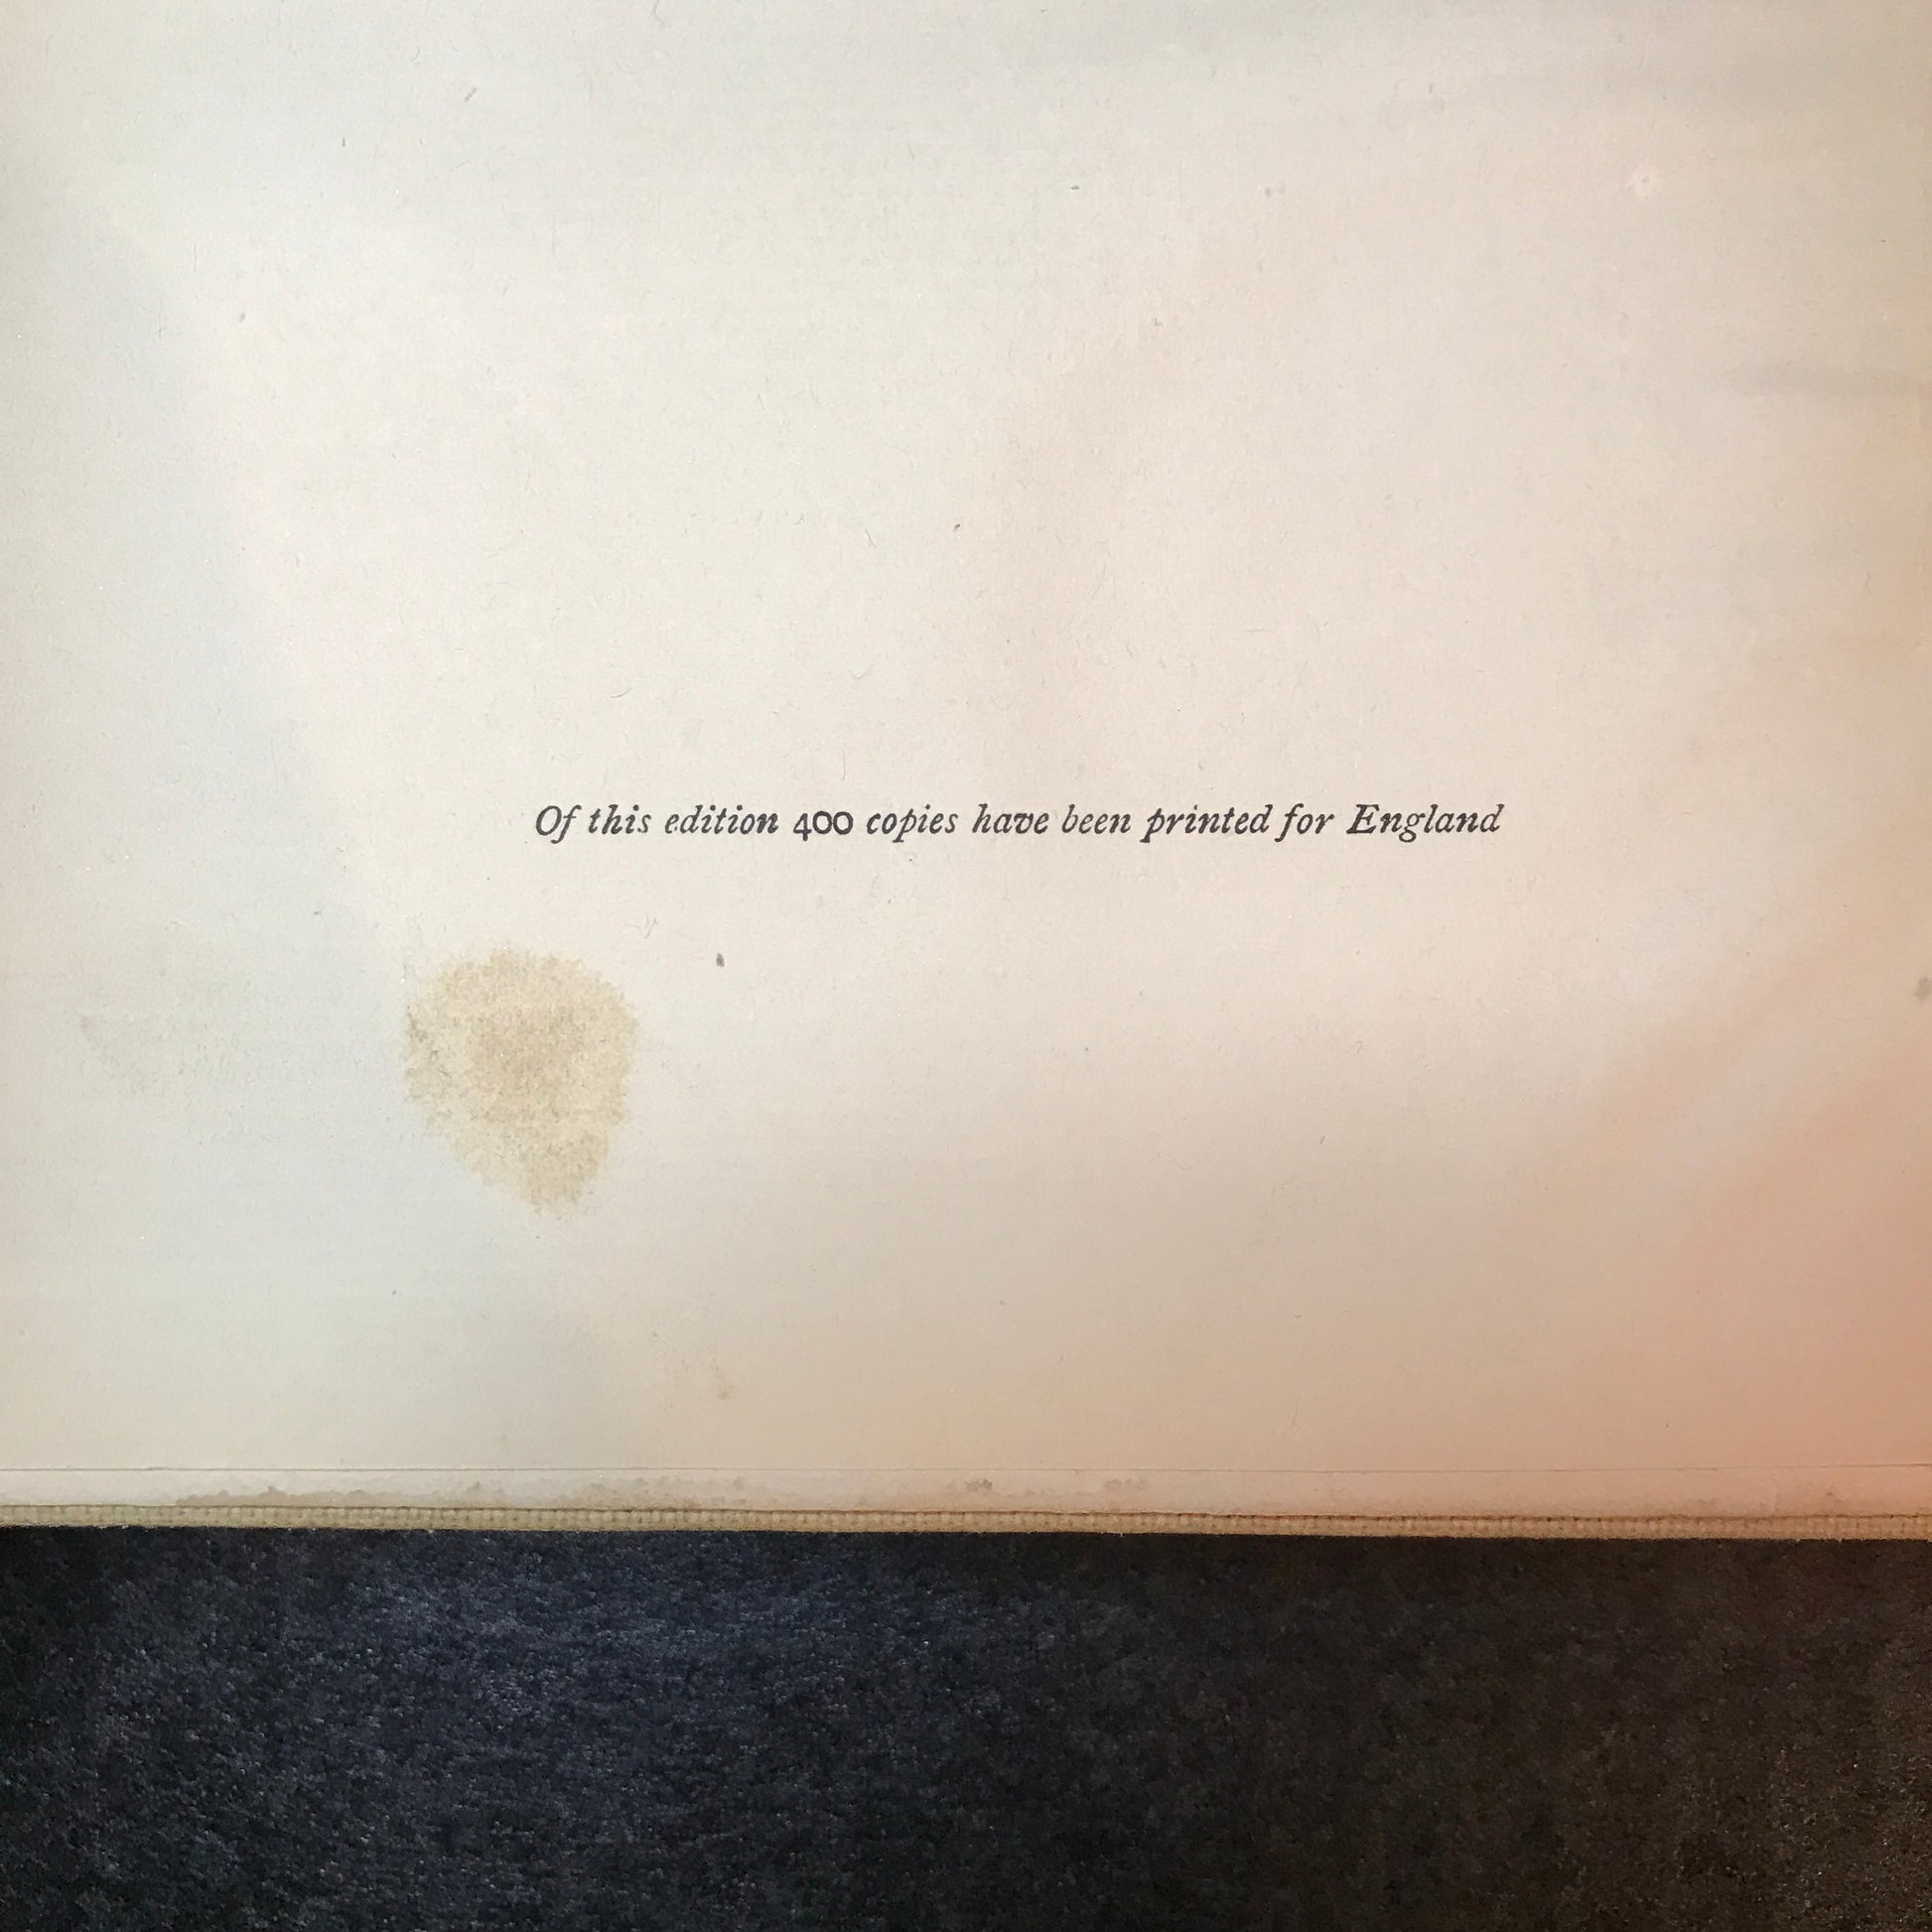 Of this edition 400 copies have been printed for England